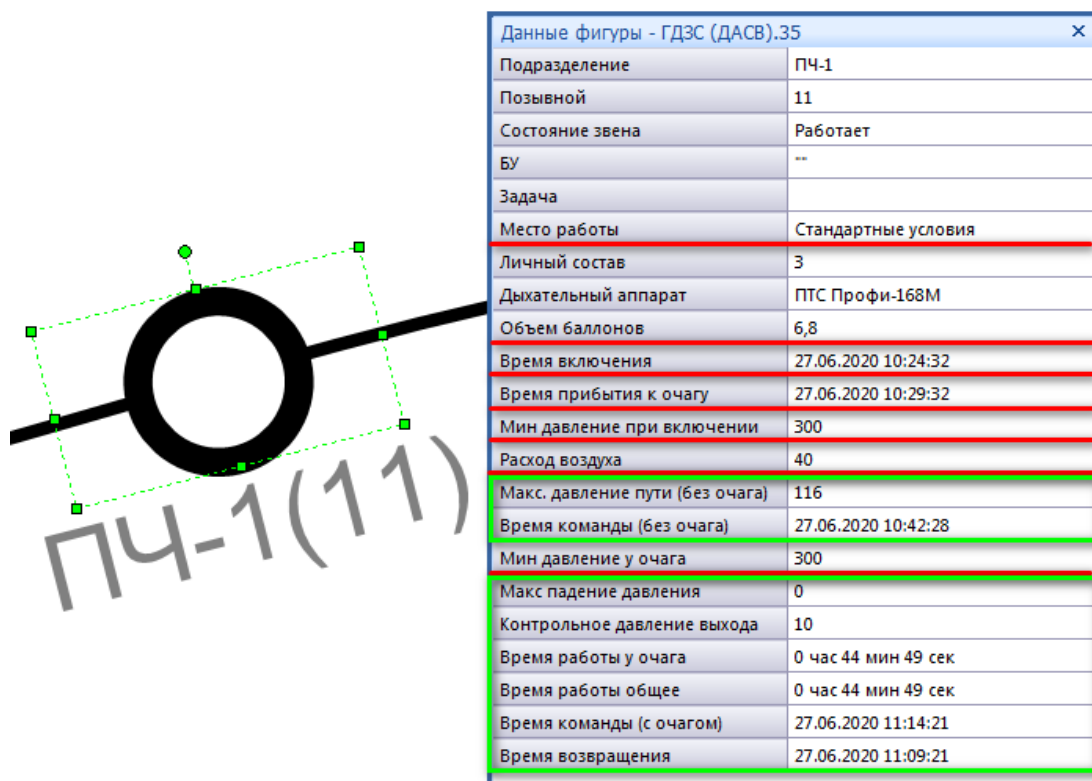 Данные фигуры - ГДЗС (ДАСВ).35
Подразделение ПЧ-1
Позывной 11
Состояние звена Работает
БУ ""
Задача
Место работы Стандартные условия
Личный состав 3
Дыхательный аппарат ПТС Профи-168М
Объем баллонов 6,8
Время включения 27.06.2020 10:24:32
Время прибытия к очагу 27.06.2020 10:29:32
Мин давление при включении 300
Расход воздуха 40
Макс. давление пути (без очага) 116
Время команды (без очага) 27.06.2020 10:42:28
Мин давление у очага 300
Макс падение давления 0
Контрольное давление выхода 10
Время работы у очага 0 час 44 мин 49 сек
Время работы общее 0 час 44 мин 49 сек
Время команды (с очагом) 27.06.2020 11:14:21
Время возвращения 27.06.2020 11:09:21
ПЧ-1(11)